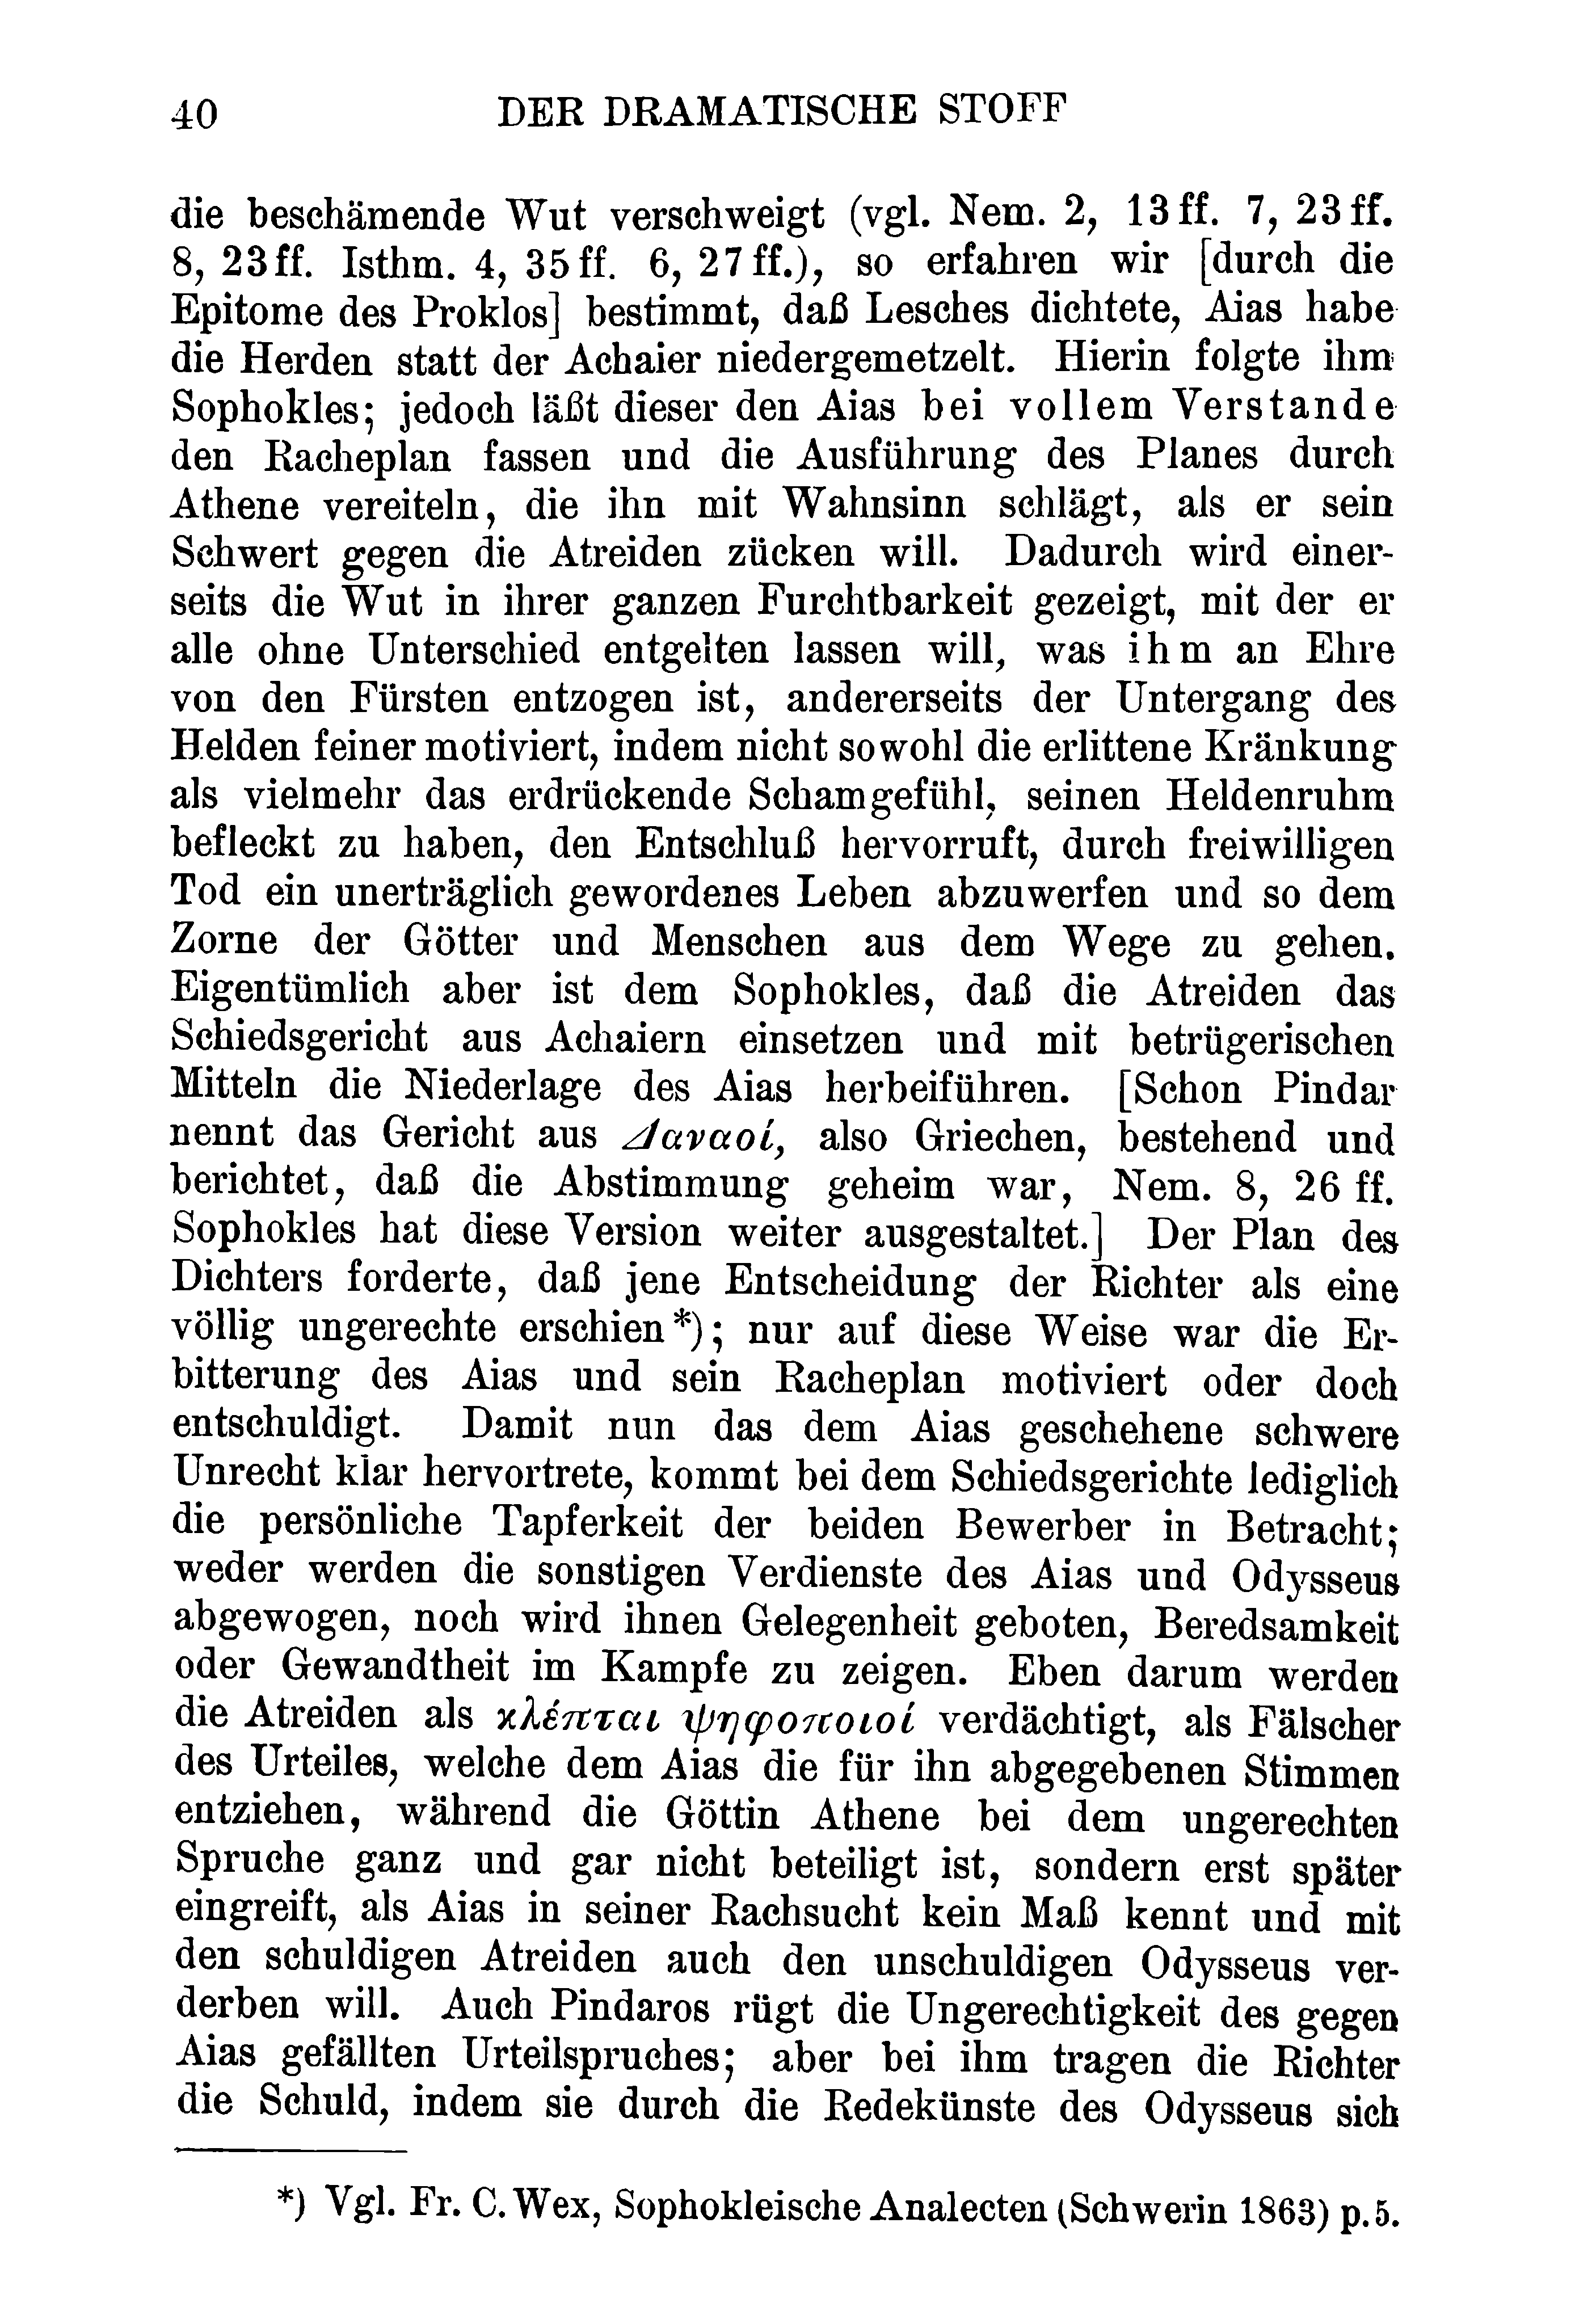 40 DER DRAMATISCHE STOFF
die beschämende Wut verschweigt (vgl. Nem. 2, 13 ff. 7, 23 ff.
8, 23 ff. Isthm. 4, 35 ff. 6, 27 ff.), so erfahren wir [durch die
Epitome des Proklos] bestimmt, daß Lesches dichtete, Aias habe
die Herden statt der Achaier niedergemetzelt. Hierin folgte ihm
Sophokles; jedoch läßt dieser den Aias bei vollem Verstande
den Racheplan fassen und die Ausführung des Planes durch
Athene vereiteln, die ihn mit Wahnsinn schlägt, als er sein
Schwert gegen die Atreiden zücken will. Dadurch wird einer-
seits die Wut in ihrer ganzen Furchtbarkeit gezeigt, mit der er
alle ohne Unterschied entgelten lassen will, was ihm an Ehre
von den Fürsten entzogen ist, andererseits der Untergang des
Helden feiner motiviert, indem nicht sowohl die erlittene Kränkung
als vielmehr das erdrückende Schamgefühl, seinen Heldenruhm
befleckt zu haben, den Entschluß hervorruft, durch freiwilligen
Tod ein unerträglich gewordenes Leben abzuwerfen und so dem
Zorne der Götter und Menschen aus dem Wege zu gehen.
Eigentümlich aber ist dem Sophokles, daß die Atreiden das
Schiedsgericht aus Achaiern einsetzen und mit betrügerischen
Mitteln die Niederlage des Aias herbeiführen. [Schon Pindar
nennt das Gericht aus Δαναοί, also Griechen, bestehend und
berichtet, daß die Abstimmung geheim war, Nem. 8, 26 ff.
Sophokles hat diese Version weiter ausgestaltet.] Der Plan des
Dichters forderte, daß jene Entscheidung der Richter als eine
völlig ungerechte erschien*); nur auf diese Weise war die Er-
bitterung des Aias und sein Racheplan motiviert oder doch
entschuldigt. Damit nun das dem Aias geschehene schwere
Unrecht klar hervortrete, kommt bei dem Schiedsgerichte lediglich
die persönliche Tapferkeit der beiden Bewerber in Betracht;
weder werden die sonstigen Verdienste des Aias und Odysseus
abgewogen, noch wird ihnen Gelegenheit geboten, Beredsamkeit
oder Gewandtheit im Kampfe zu zeigen. Eben darum werden
die Atreiden als κλέπται ψηφοποιοί verdächtigt, als Fälscher
des Urteiles, welche dem Aias die für ihn abgegebenen Stimmen
entziehen, während die Göttin Athene bei dem ungerechten
Spruche ganz und gar nicht beteiligt ist, sondern erst später
eingreift, als Aias in seiner Rachsucht kein Maß kennt und mit
den schuldigen Atreiden auch den unschuldigen Odysseus ver-
derben will. Auch Pindaros rügt die Ungerechtigkeit des gegen
Aias gefällten Urteilspruches; aber bei ihm tragen die Richter
die Schuld, indem sie durch die Redekünste des Odysseus sich
*) Vgl. Fr. C. Wex, Sophokleische Analecten (Schwerin 1863) p. 5.